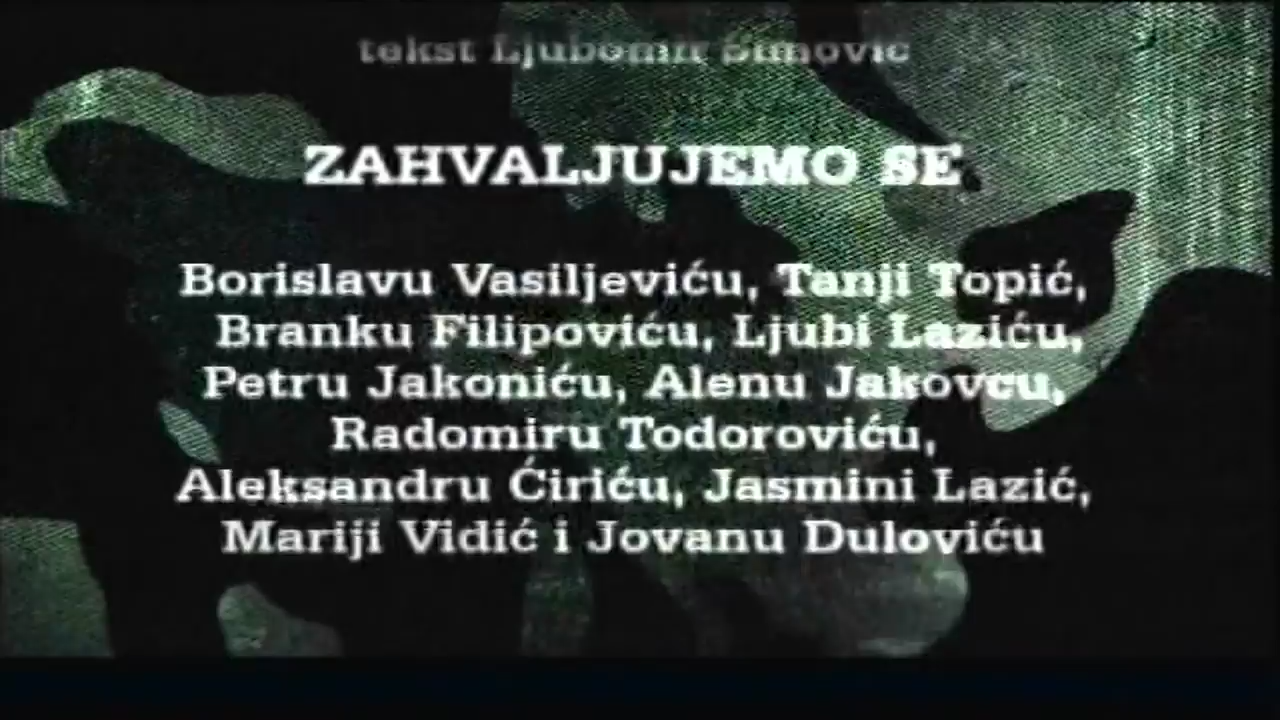 tekst Ljubomir Simović
ZAHVALJUJEMO SE
Borislavu Vasiljeviću, Tanji Topić,
Branku Filipoviću, Ljubi Laziću,
Petru Jakoniću, Alenu Jakovcu,
Radomiru Todoroviću,
Aleksandru Ćiriću, Jasmini Lazić,
Mariji Vidić i Jovanu Duloviću